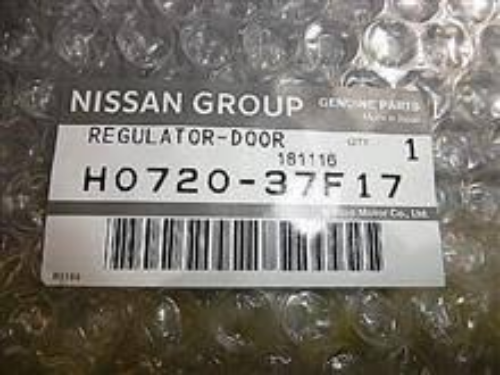 NISSAN GROUP GENUINE PARTS
Made in Japan
REGULATOR-DOOR QTY 1
181116
H0720-37F17
Nissan Motor Co., Ltd.